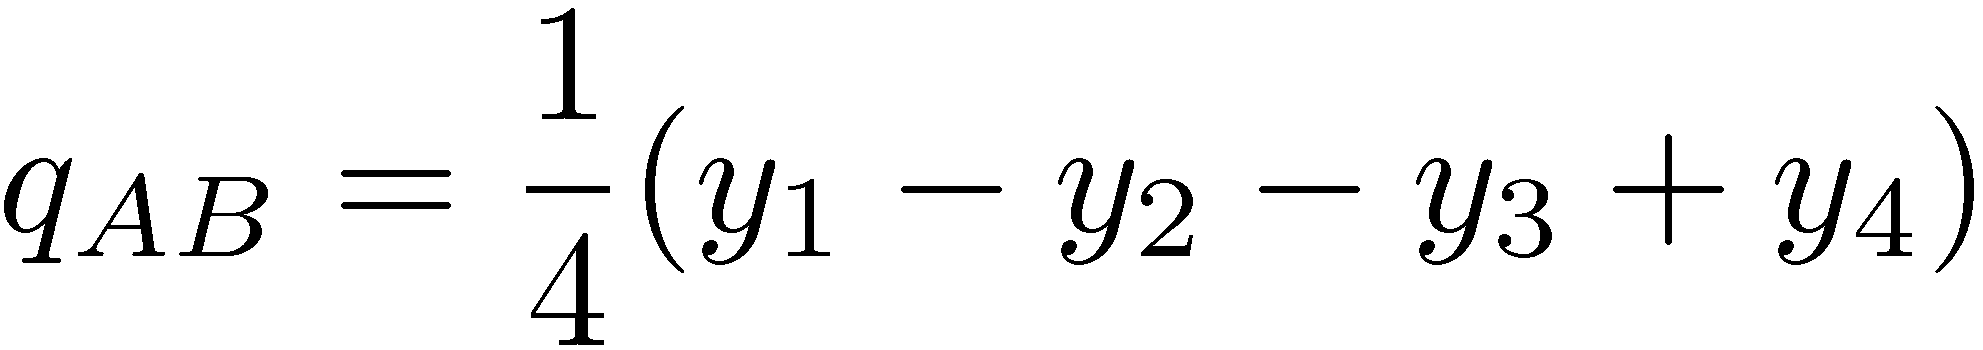 q_{AB} = \frac{1}{4}(y_1 - y_2 - y_3 + y_4)